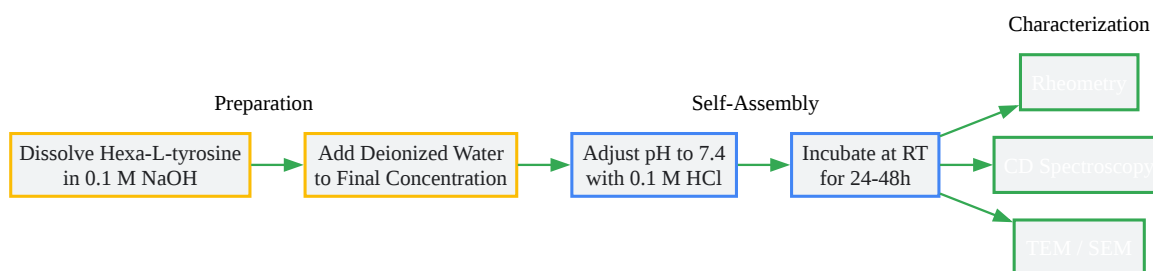 Characterization
Preparation
Self-Assembly
Rheometry
Dissolve Hexa-L-tyrosine
in 0.1 M NaOH
Add Deionized Water
to Final Concentration
Adjust pH to 7.4
with 0.1 M HCl
Incubate at RT
for 24-48h
CD Spectroscopy
TEM / SEM